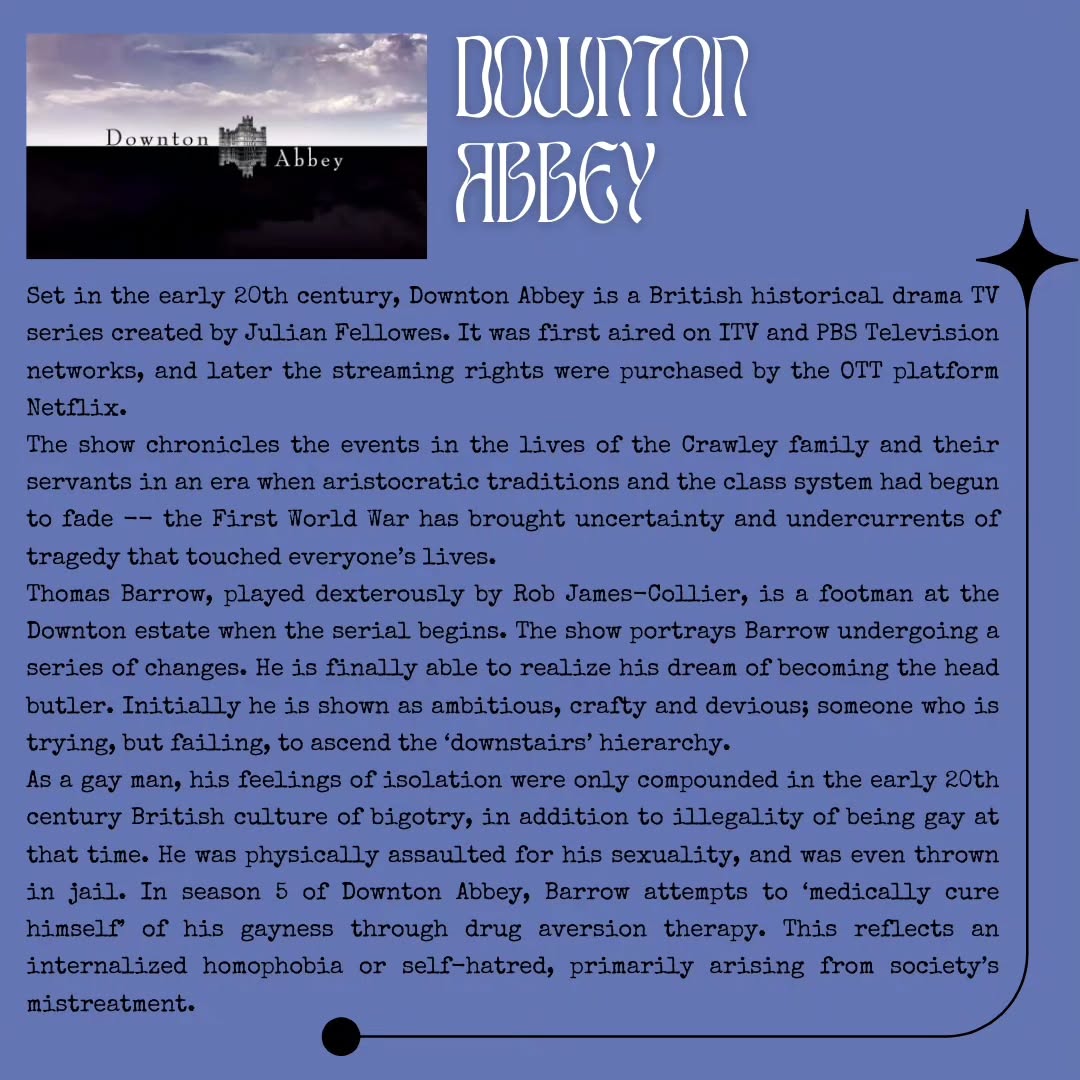 Downton
Abbey
DOWNTON
ABBEY
Set in the early 20th century, Downton Abbey is a British historical drama TV
series created by Julian Fellowes. It was first aired on ITV and PBS Television
networks, and later the streaming rights were purchased by the OTT platform
Netflix.
The show chronicles the events in the lives of the Crawley family and their
servants in an era when aristocratic traditions and the class system had begun
to fade -- the First World War has brought uncertainty and undercurrents of
tragedy that touched everyone’s lives.
Thomas Barrow, played dexterously by Rob James-Collier, is a footman at the
Downton estate when the serial begins. The show portrays Barrow undergoing a
series of changes. He is finally able to realize his dream of becoming the head
butler. Initially he is shown as ambitious, crafty and devious; someone who is
trying, but failing, to ascend the ‘downstairs’ hierarchy.
As a gay man, his feelings of isolation were only compounded in the early 20th
century British culture of bigotry, in addition to illegality of being gay at
that time. He was physically assaulted for his sexuality, and was even thrown
in jail. In season 5 of Downton Abbey, Barrow attempts to ‘medically cure
himself’ of his gayness through drug aversion therapy. This reflects an
internalized homophobia or self-hatred, primarily arising from society’s
mistreatment.